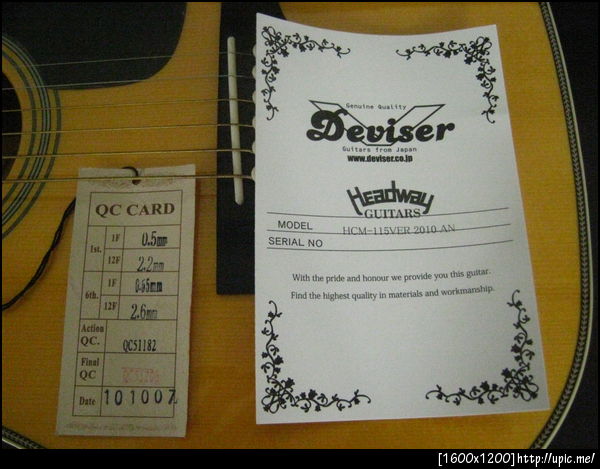 QC CARD
1st. 1F 0.5mm
12F 2.2mm
6th. 1F 0.65mm
12F 2.6mm
Action QC. QC51182
Final QC
Date 101007
Genuine Quality
Deviser
Guitars from Japan
www.deviser.co.jp
Headway
GUITARS
MODEL HCM-115VER 2010 AN
SERIAL NO
With the pride and honour we provide you this guitar.
Find the highest quality in materials and workmanship.
[1600x1200]http://upic.me/